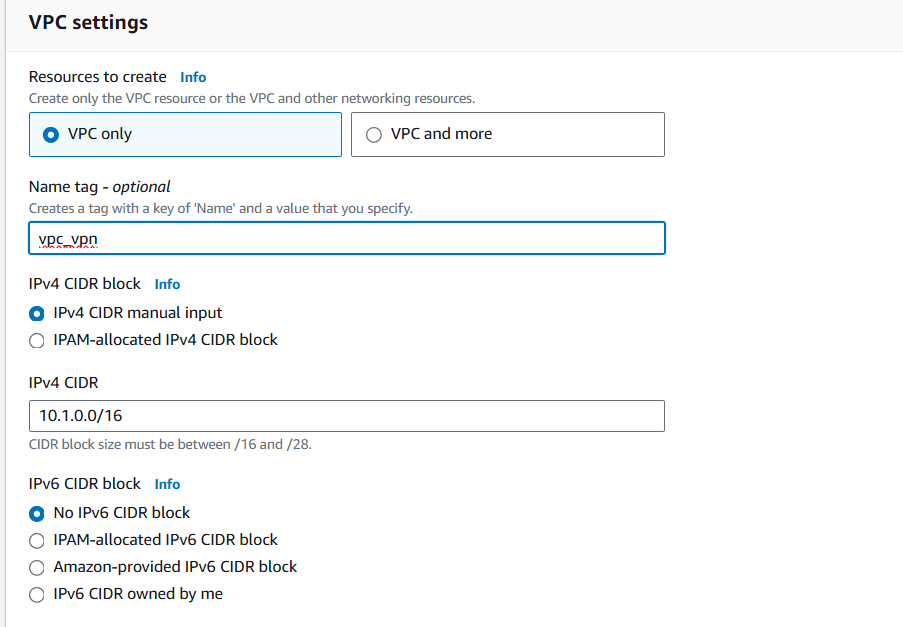 VPC settings
Resources to create Info
Create only the VPC resource or the VPC and other networking resources.
VPC only VPC and more
Name tag - optional
Creates a tag with a key of 'Name' and a value that you specify.
vpc_vpn
IPv4 CIDR block Info
IPv4 CIDR manual input
IPAM-allocated IPv4 CIDR block
IPv4 CIDR
10.1.0.0/16
CIDR block size must be between /16 and /28.
IPv6 CIDR block Info
No IPv6 CIDR block
IPAM-allocated IPv6 CIDR block
Amazon-provided IPv6 CIDR block
IPv6 CIDR owned by me